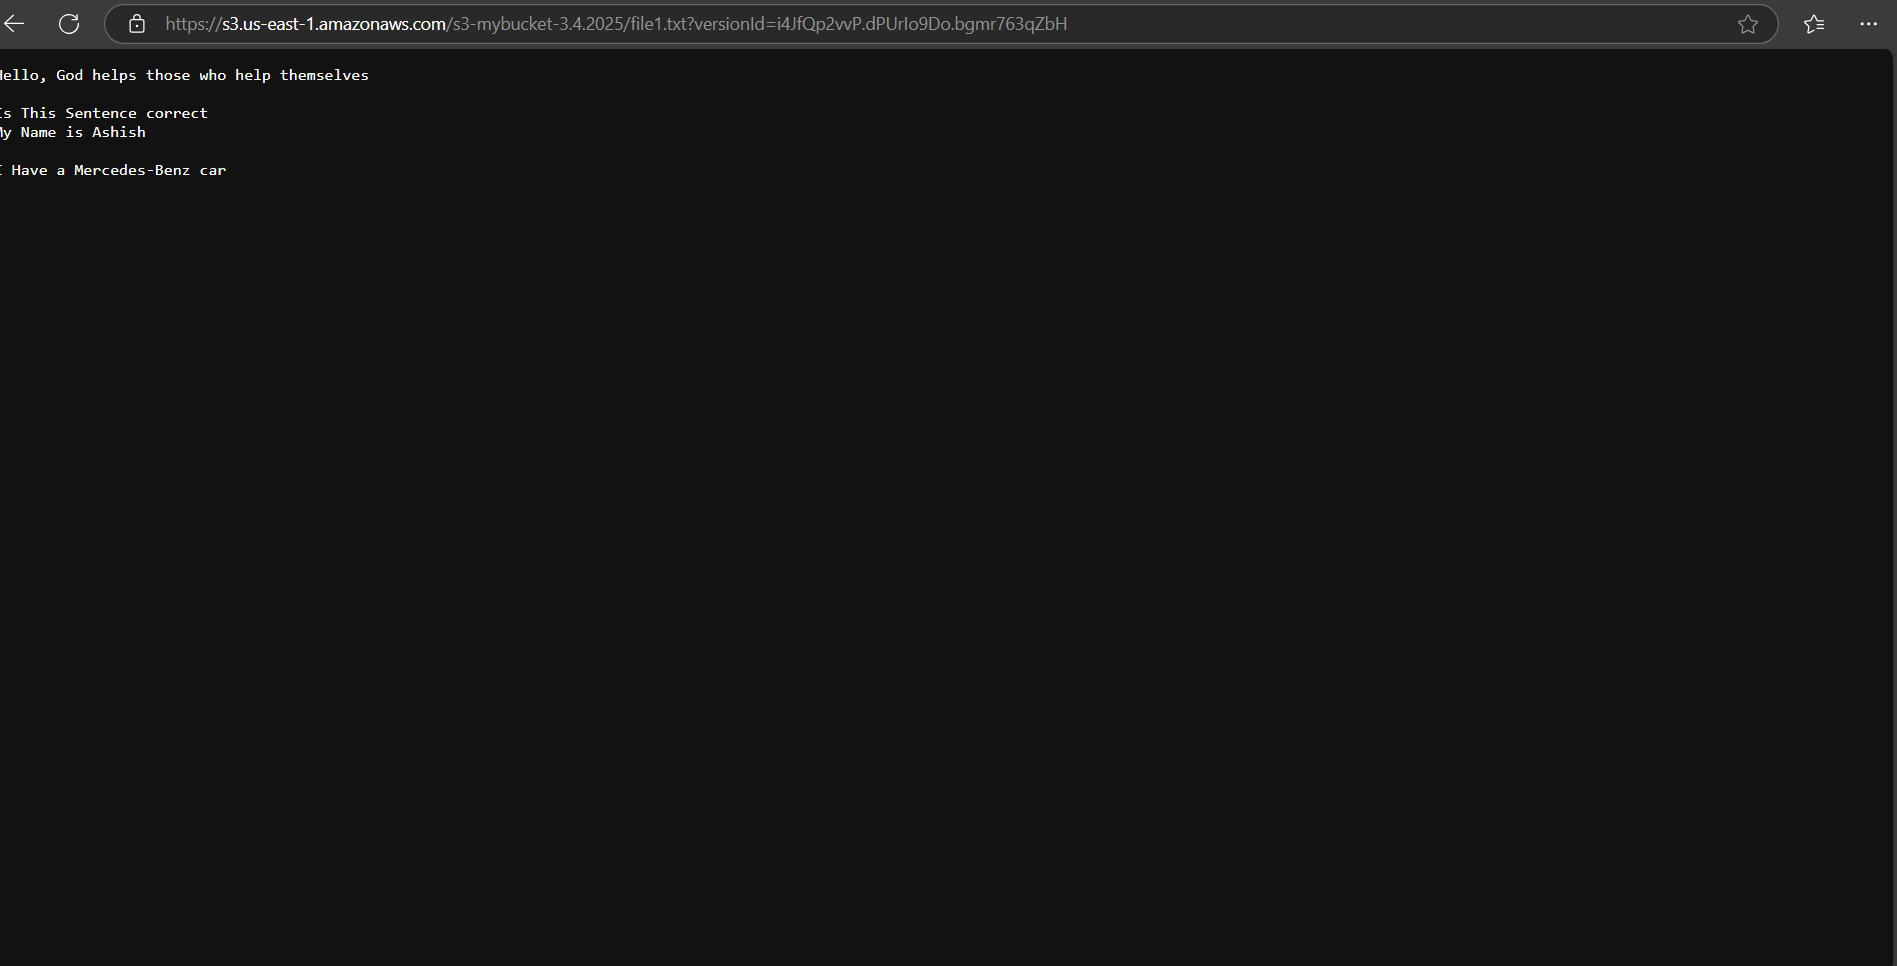 https://s3.us-east-1.amazonaws.com/s3-mybucket-3.4.2025/file1.txt?versionId=i4JfQp2vvP.dPUrIo9Do.bgmr763qZbH
Hello, God helps those who help themselves
Is This Sentence correct
My Name is Ashish
I Have a Mercedes-Benz car